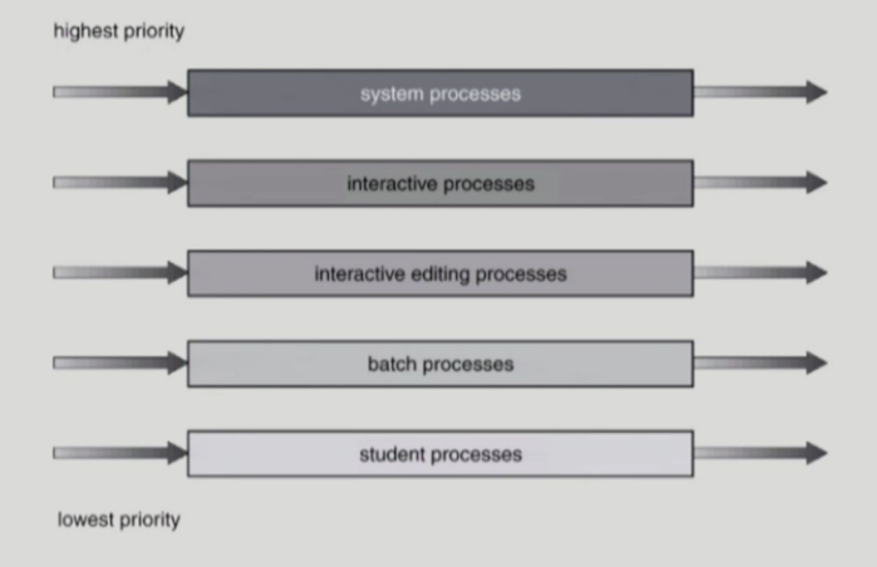 highest priority
system processes
interactive processes
interactive editing processes
batch processes
student processes
lowest priority